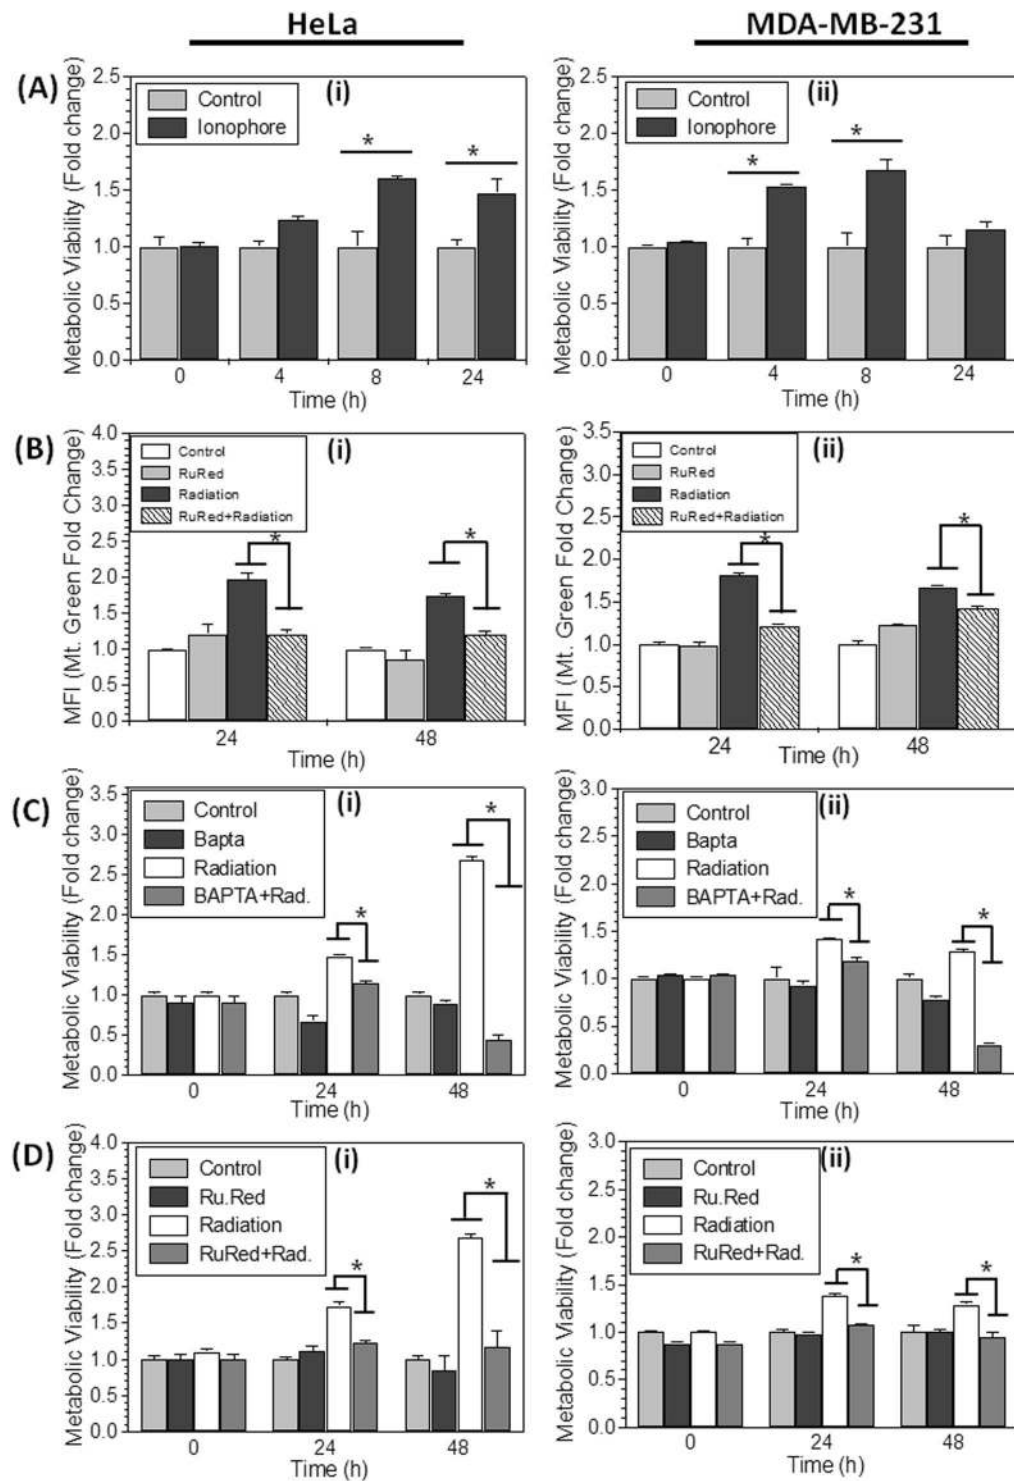 HeLa
MDA-MB-231
(A)
Metabolic Viability (Fold change)
2.5
2.0
1.5
1.0
0.5
0.0
Control
Ionophore
(i)
*
*
0
4
8
24
Time (h)
Metabolic Viability (Fold change)
2.5
2.0
1.5
1.0
0.5
0.0
Control
Ionophore
(ii)
*
*
0
4
8
24
Time (h)
(B)
MFI (Mt. Green Fold Change)
4.0
3.5
3.0
2.5
2.0
1.5
1.0
0.5
0.0
Control
RuRed
Radiation
RuRed+Radiation
(i)
*
*
24
48
Time (h)
MFI (Mt. Green Fold Change)
3.5
3.0
2.5
2.0
1.5
1.0
0.5
0.0
Control
RuRed
Radiation
RuRed+Radiation
(ii)
*
*
24
48
Time (h)
(C)
Metabolic Viability (Fold change)
3.5
3.0
2.5
2.0
1.5
1.0
0.5
0.0
Control
Bapta
Radiation
BAPTA+Rad.
(i)
*
*
0
24
48
Time (h)
Metabolic Viability (Fold change)
3.0
2.5
2.0
1.5
1.0
0.5
0.0
Control
Bapta
Radiation
BAPTA+Rad.
(ii)
*
*
0
24
48
Time (h)
(D)
Metabolic Viability (Fold change)
4.0
3.5
3.0
2.5
2.0
1.5
1.0
0.5
0.0
Control
Ru.Red
Radiation
RuRed+Rad.
(i)
*
*
0
24
48
Time (h)
Metabolic Viability (Fold change)
3.0
2.5
2.0
1.5
1.0
0.5
0.0
Control
Ru.Red
Radiation
RuRed+Rad.
(ii)
*
*
0
24
48
Time (h)